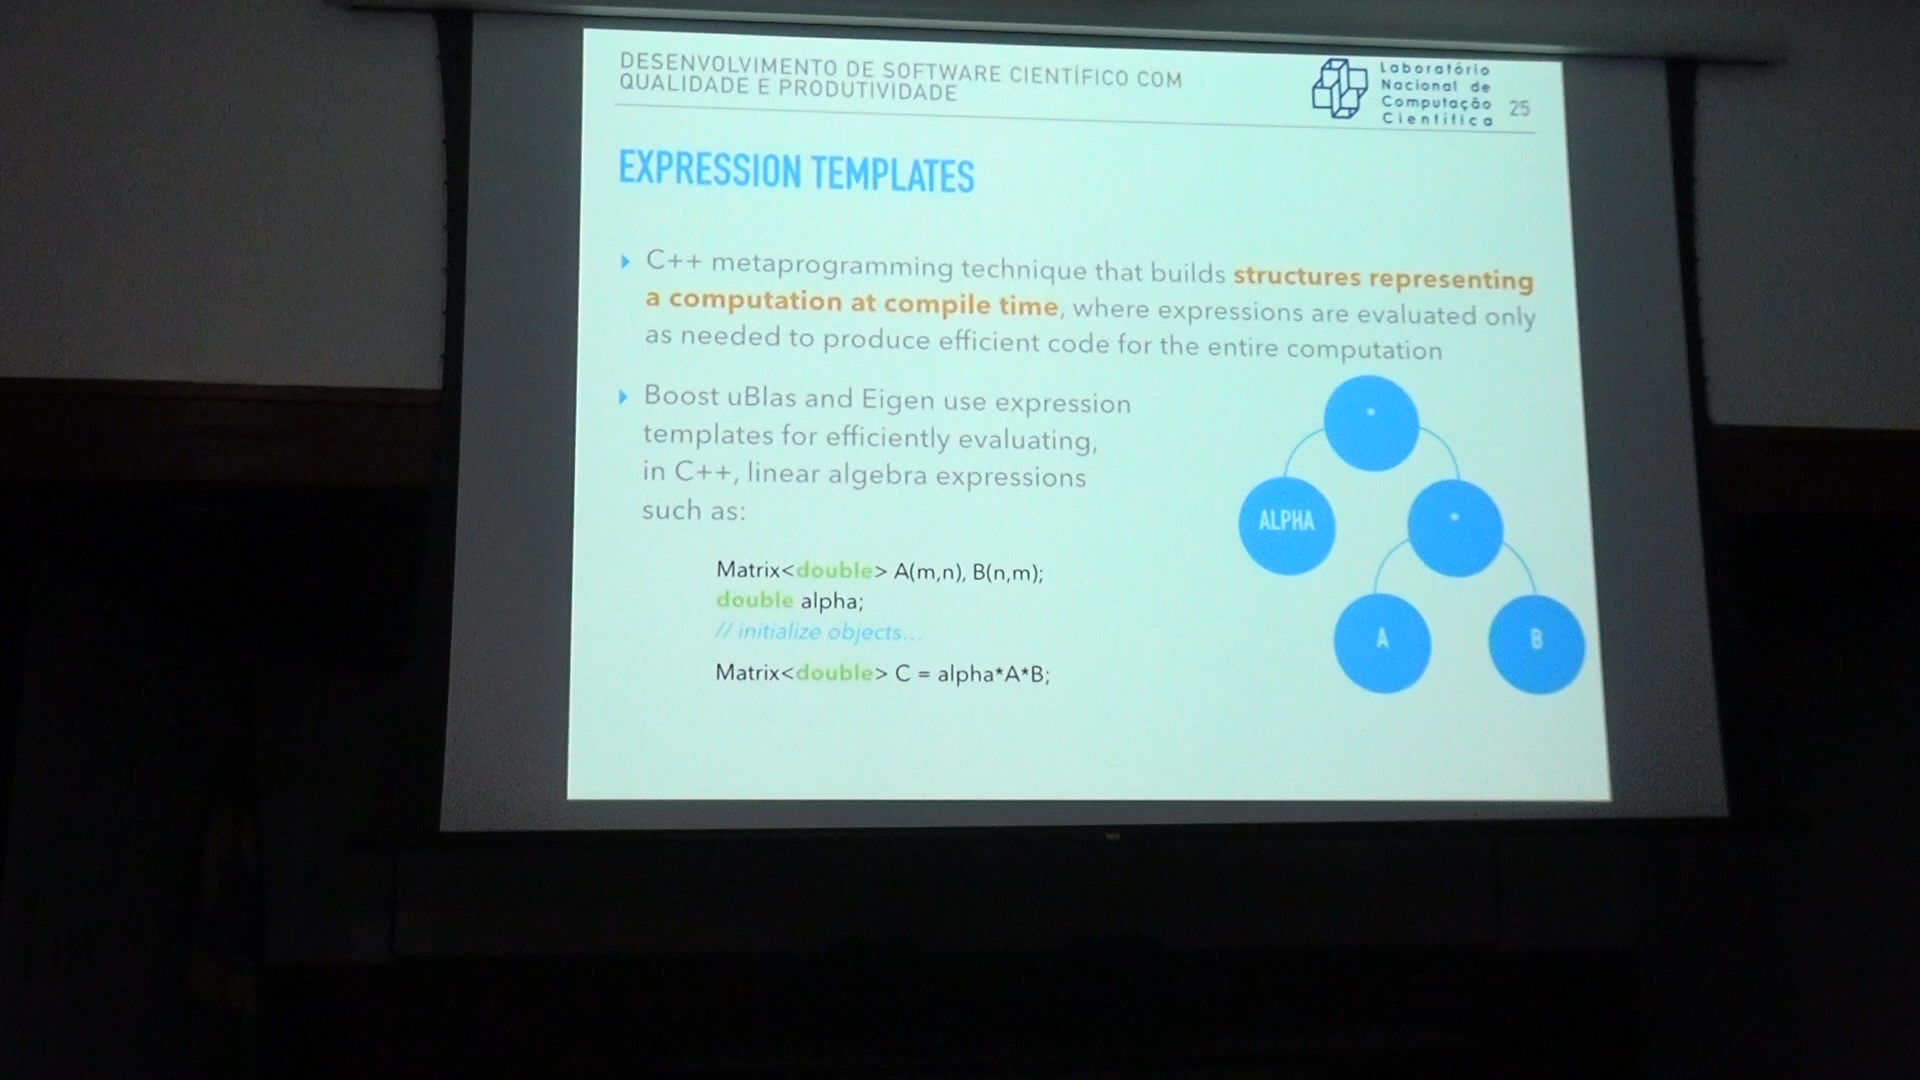 DESENVOLVIMENTO DE SOFTWARE CIENTÍFICO COM
QUALIDADE E PRODUTIVIDADE
Laboratório
Nacional de
Computação
Científica
25
EXPRESSION TEMPLATES
C++ metaprogramming technique that builds structures representing
a computation at compile time, where expressions are evaluated only
as needed to produce efficient code for the entire computation
Boost uBlas and Eigen use expression
templates for efficiently evaluating,
in C++, linear algebra expressions
such as:
Matrix<double> A(m,n), B(n,m);
double alpha;
// initialize objects...
Matrix<double> C = alpha*A*B;
*
ALPHA
*
A
B